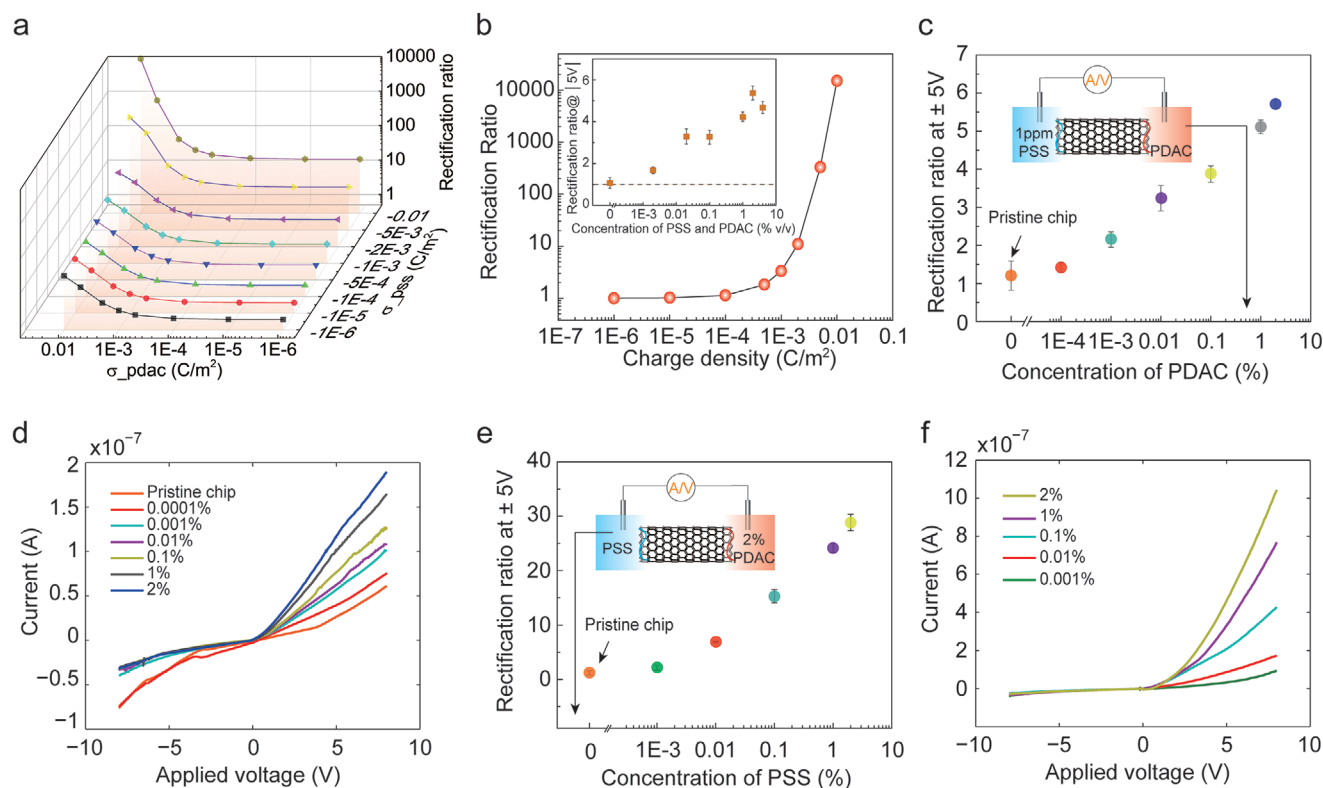 a
10000
1000
100
10
1
Rectification ratio
-0.01
-5E-3
-2E-3
-1E-3
-5E-4
-1E-4
-1E-5
-1E-6
σ_pss (C/m²)
0.01
1E-3
1E-4
1E-5
1E-6
σ_pdac (C/m²)
b
Rectification Ratio
10000
1000
100
10
1
1E-7
1E-6
1E-5
1E-4
1E-3
0.01
0.1
Charge density (C/m²)
Rectification ratio@ |5V|
6
4
2
0
0
1E-3
0.01
0.1
1
10
Concentration of PSS and PDAC (% v/v)
c
Rectification ratio at ± 5V
7
6
5
4
3
2
1
0
A/V
1ppm
PSS
PDAC
Pristine chip
0
1E-4
1E-3
0.01
0.1
1
10
Concentration of PDAC (%)
d
x10⁻⁷
Current (A)
2
1.5
1
0.5
0
−0.5
−1
Pristine chip
0.0001%
0.001%
0.01%
0.1%
1%
2%
−10
−5
0
5
10
Applied voltage (V)
e
Rectification ratio at ± 5V
40
30
20
10
0
A/V
PSS
2%
PDAC
Pristine chip
0
1E-3
0.01
0.1
1
10
Concentration of PSS (%)
f
x10⁻⁷
Current (A)
12
10
8
6
4
2
0
2%
1%
0.1%
0.01%
0.001%
−10
−5
0
5
10
Applied voltage (V)